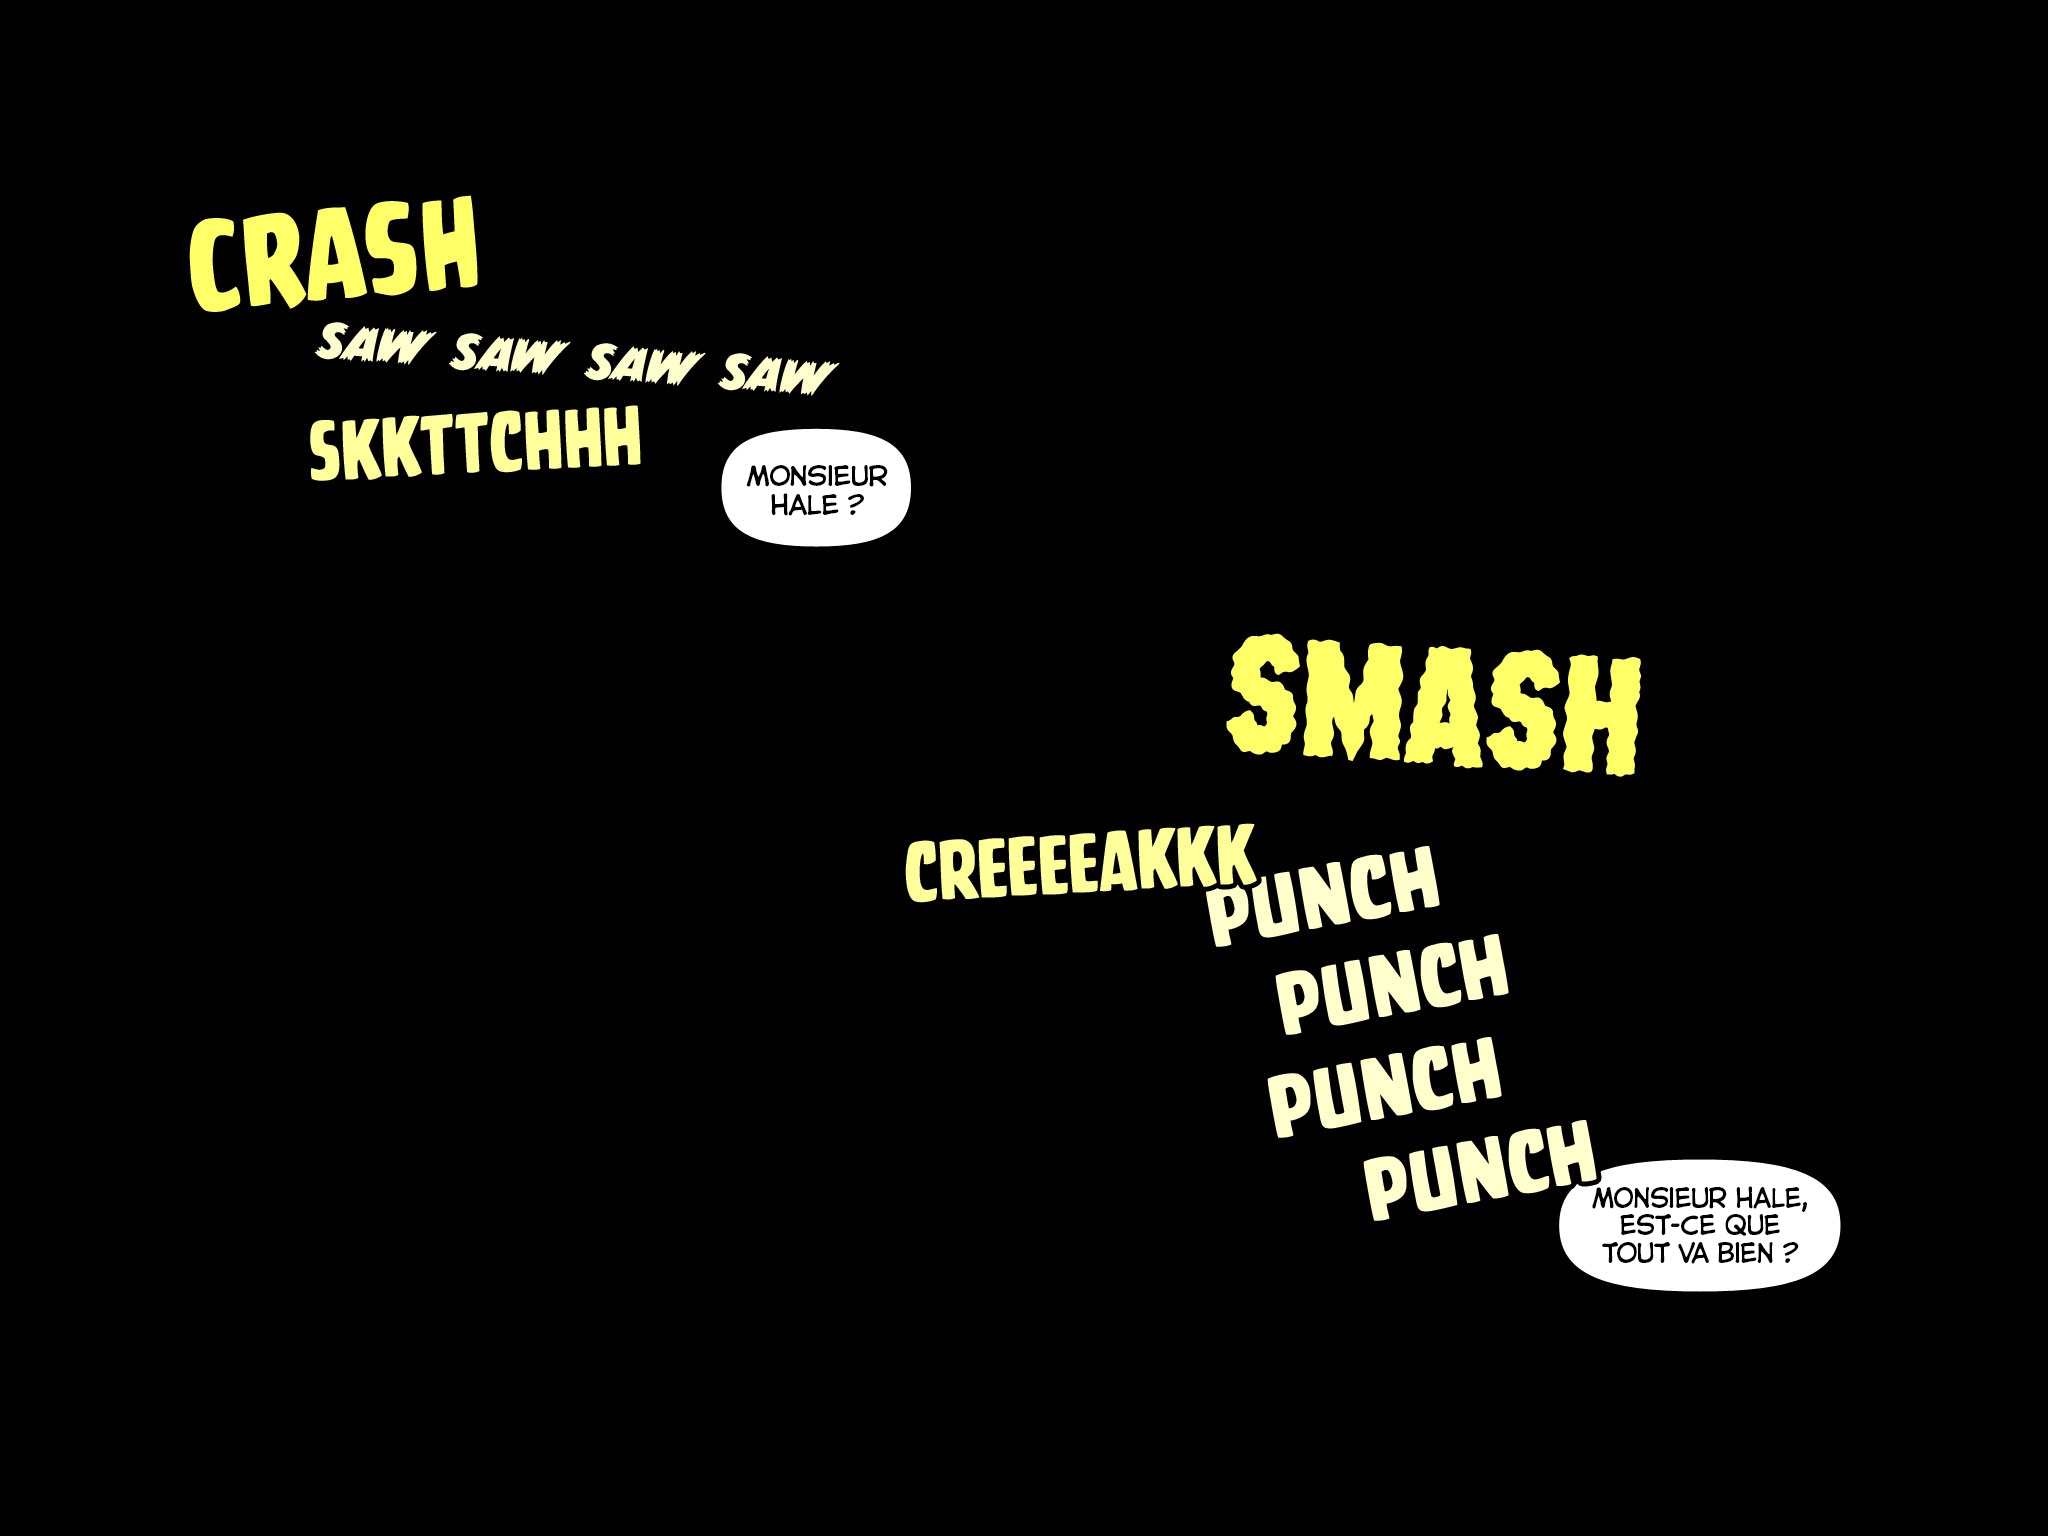 CRASH
SAW SAW SAW SAW
SKKTTCHHH
MONSIEUR
HALE ?
SMASH
CREEEEAKKK
PUNCH
PUNCH
PUNCH
PUNCH
MONSIEUR HALE,
EST-CE QUE
TOUT VA BIEN ?